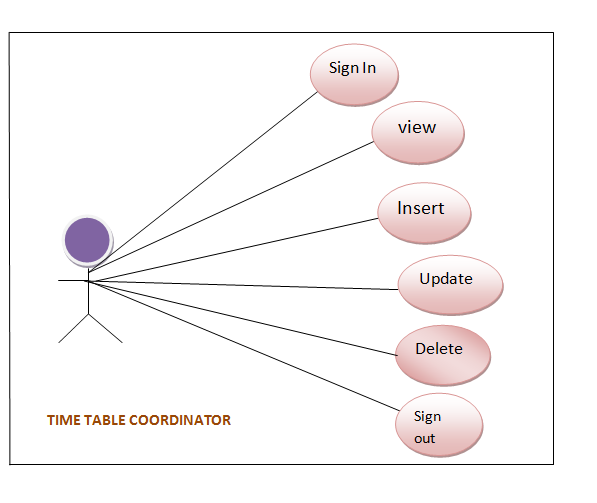 Sign In
view
Insert
Update
Delete
Sign
out
TIME TABLE COORDINATOR